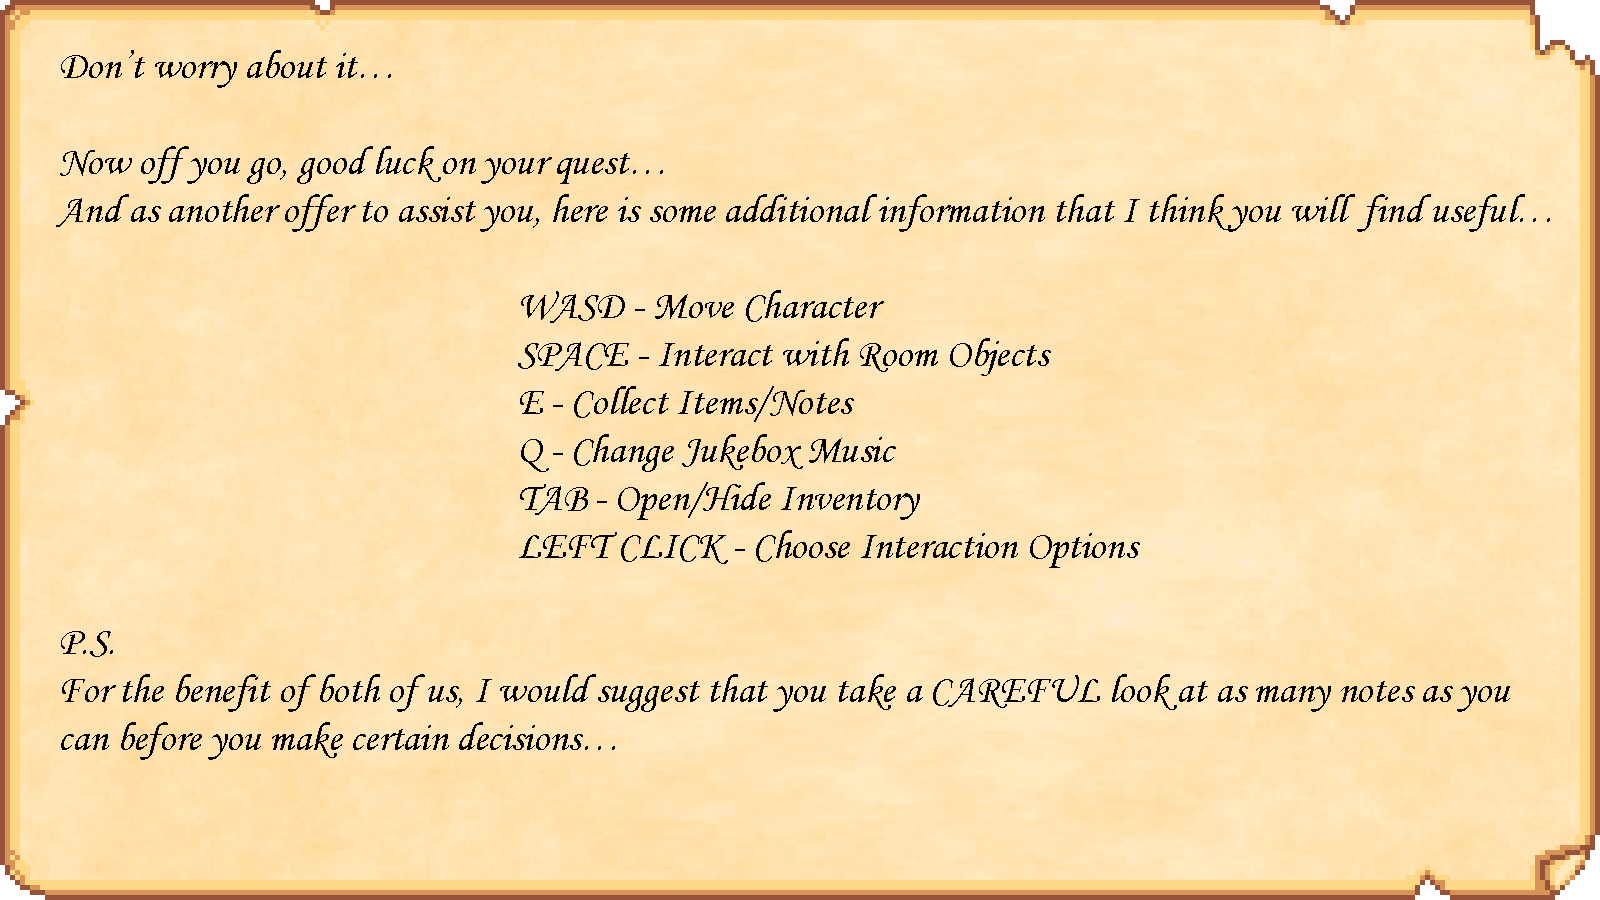 Don't worry about it…
Now off you go, good luck on your quest…
And as another offer to assist you, here is some additional information that I think you will find useful…
WASD - Move Character
SPACE - Interact with Room Objects
E - Collect Items/Notes
Q - Change Jukebox Music
TAB - Open/Hide Inventory
LEFT CLICK - Choose Interaction Options
P.S.
For the benefit of both of us, I would suggest that you take a CAREFUL look at as many notes as you
can before you make certain decisions…